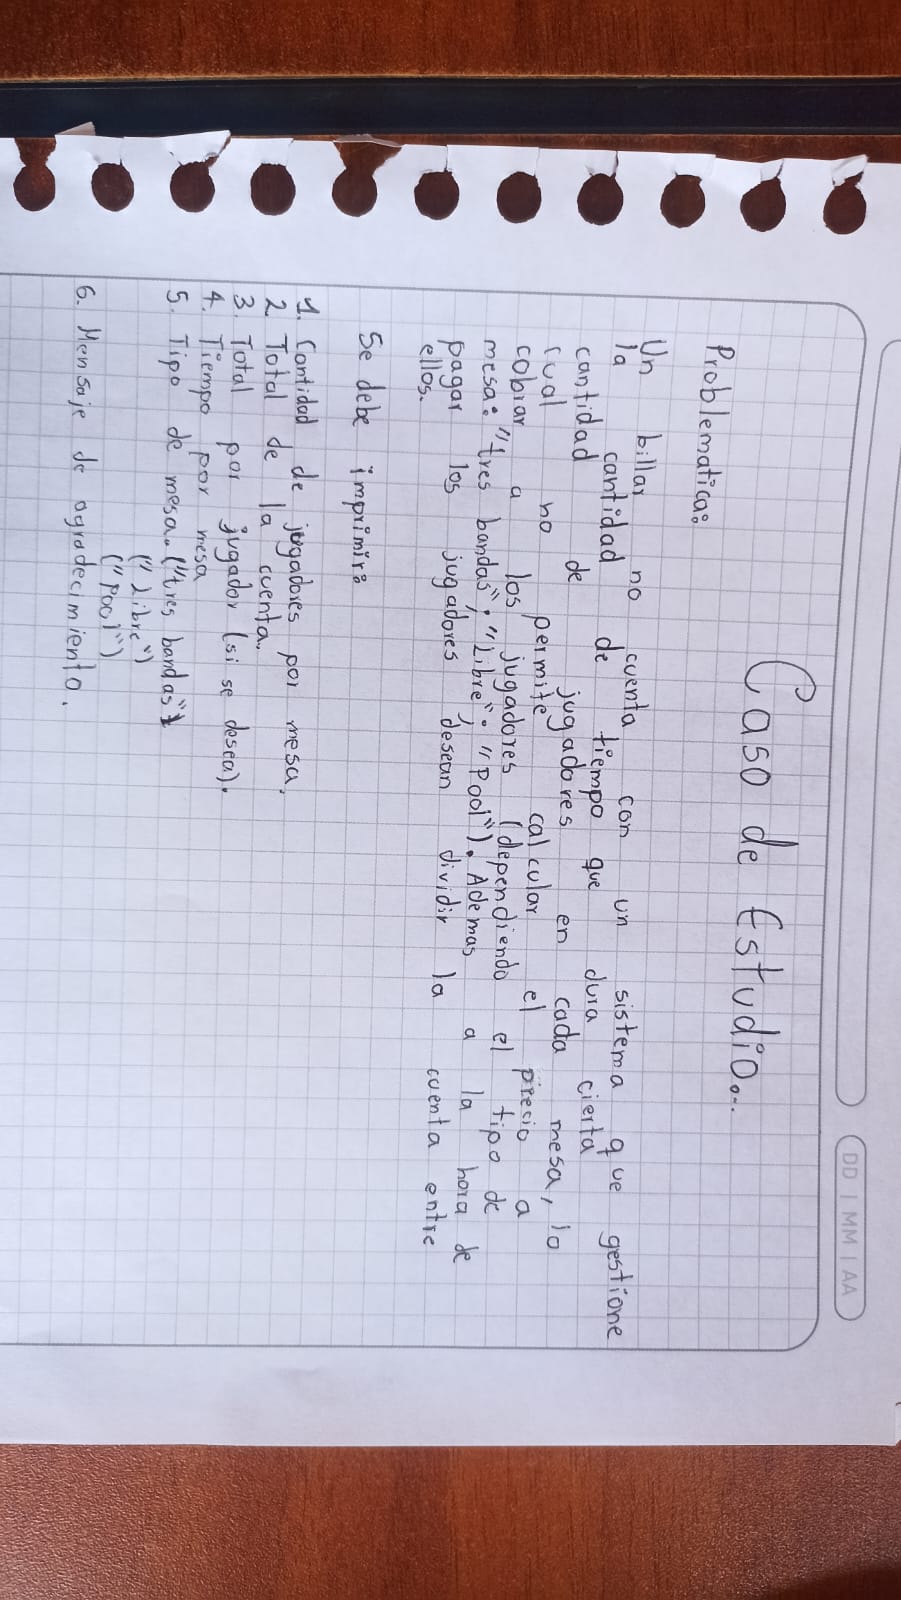 DD | MM | AA
Caso de Estudio...
Problematica:
Un billar no cuenta con un sistema que gestione
la cantidad de tiempo que dura cierta
cantidad de jugadores en cada mesa, lo
cual no permite calcular el precio a
cobrar a los jugadores (dependiendo el tipo de
mesa: "tres bandas"; "Libre"; "Pool"). Ademas a la hora de
pagar los jugadores desean dividir la cuenta entre
ellos.
Se debe imprimir:
1. Cantidad de jugadores por mesa.
2 Total de la cuenta.
3. Total por jugador (si se desea).
4. Tiempo por mesa
5. Tipo de mesa. ("tres bandas")
("Libre")
("Pool")
6. Mensaje de agradecimiento.